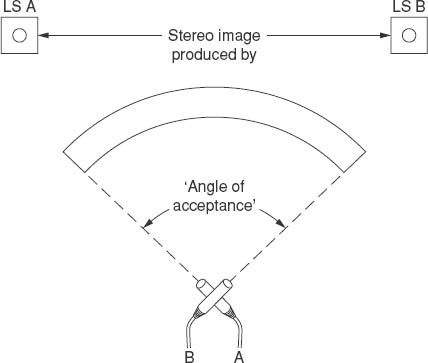 LS A
LS B
Stereo image
produced by
‘Angle of
acceptance’
B
A